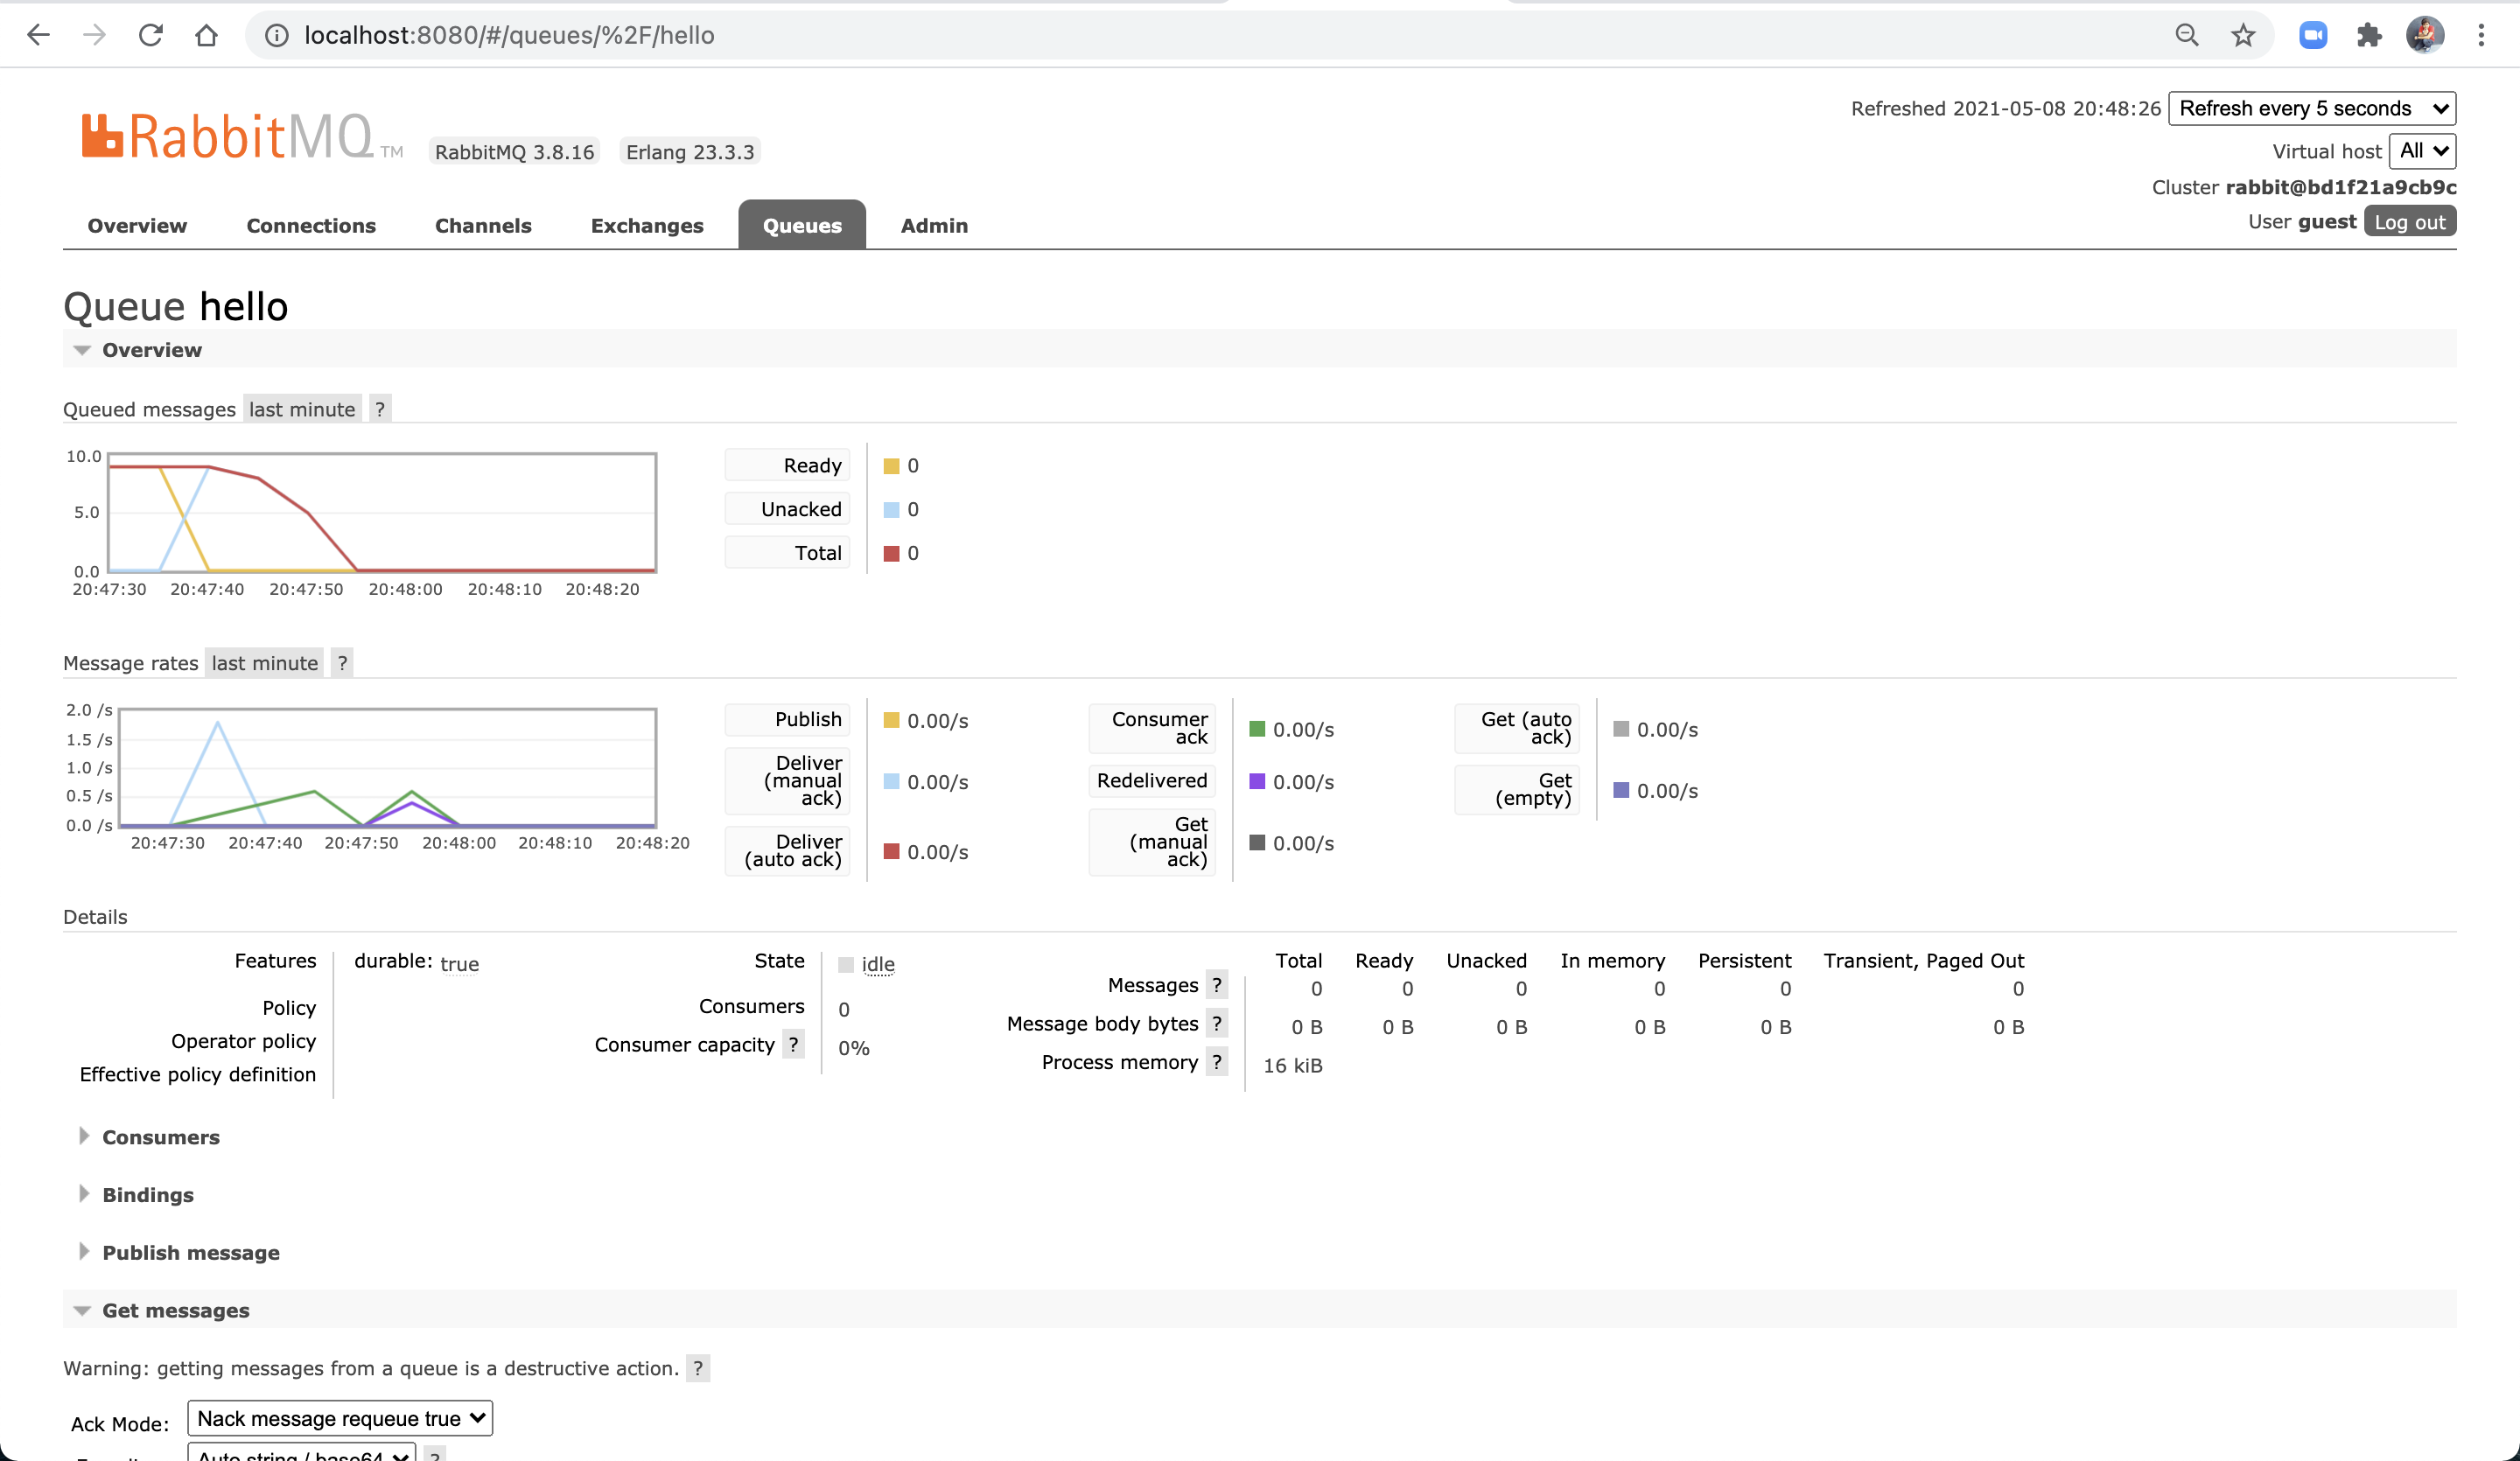 localhost:8080/#/queues/%2F/hello
Refreshed 2021-05-08 20:48:26 Refresh every 5 seconds
RabbitMQ TM RabbitMQ 3.8.16 Erlang 23.3.3
Virtual host All
Cluster rabbit@bd1f21a9cb9c
User guest Log out
Overview Connections Channels Exchanges Queues Admin
Queue hello
Overview
Queued messages last minute ?
10.0
5.0
0.0
20:47:30 20:47:40 20:47:50 20:48:00 20:48:10 20:48:20
Ready 0
Unacked 0
Total 0
Message rates last minute ?
2.0 /s
1.5 /s
1.0 /s
0.5 /s
0.0 /s
20:47:30 20:47:40 20:47:50 20:48:00 20:48:10 20:48:20
Publish 0.00/s
Deliver
(manual 0.00/s
ack)
Deliver
(auto ack) 0.00/s
Consumer
ack 0.00/s
Redelivered 0.00/s
Get
(manual 0.00/s
ack)
Get (auto
ack) 0.00/s
Get
(empty) 0.00/s
Details
Features durable: true
Policy
Operator policy
Effective policy definition
State idle
Consumers 0
Consumer capacity ? 0%
Total Ready Unacked In memory Persistent Transient, Paged Out
Messages ? 0 0 0 0 0 0
Message body bytes ? 0 B 0 B 0 B 0 B 0 B 0 B
Process memory ? 16 kiB
Consumers
Bindings
Publish message
Get messages
Warning: getting messages from a queue is a destructive action. ?
Ack Mode: Nack message requeue true
Auto string / base64 ?